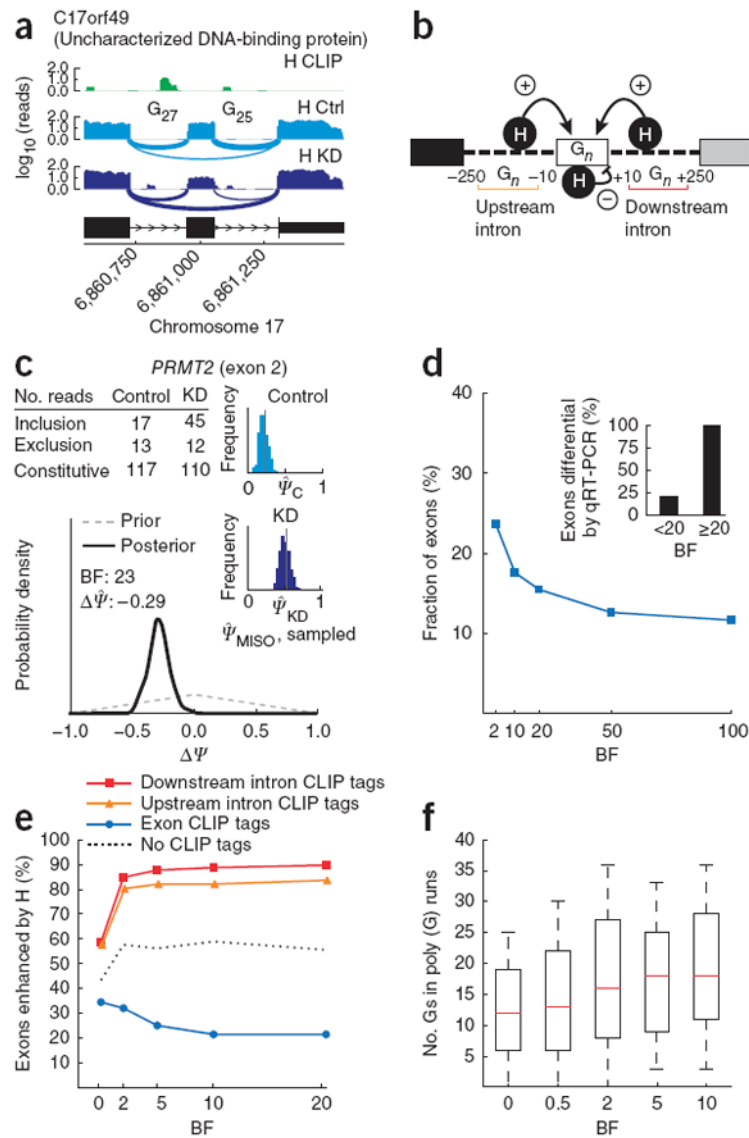 a
C17orf49
(Uncharacterized DNA-binding protein)
H CLIP
2.0
1.0
0.0
G27 G25
H Ctrl
2.0
1.0
0.0
H KD
2.0
1.0
0.0
log10 (reads)
6,860,750
6,861,000
6,861,250
Chromosome 17
b
+ +
H Gn H
H
−
−250 Gn −10 +10 Gn +250
Upstream intron
Downstream intron
c
PRMT2 (exon 2)
No. reads Control KD
Inclusion 17 45
Exclusion 13 12
Constitutive 117 110
Control
Frequency
0 Ψ̂C 1
KD
Frequency
0 Ψ̂KD 1
Ψ̂MISO, sampled
Prior
Posterior
BF: 23
ΔΨ̂: −0.29
Probability density
−1.0 −0.5 0.0 0.5 1.0
ΔΨ
d
40
30
20
10
Fraction of exons (%)
2 10 20 50 100
BF
Exons differential
by qRT-PCR (%)
100
75
50
25
0
<20 ≥20
BF
e
Downstream intron CLIP tags
Upstream intron CLIP tags
Exon CLIP tags
No CLIP tags
100
90
80
70
60
50
40
30
20
10
Exons enhanced by H (%)
0 2 5 10 20
BF
f
40
35
30
25
20
15
10
5
No. Gs in poly (G) runs
0 0.5 2 5 10
BF